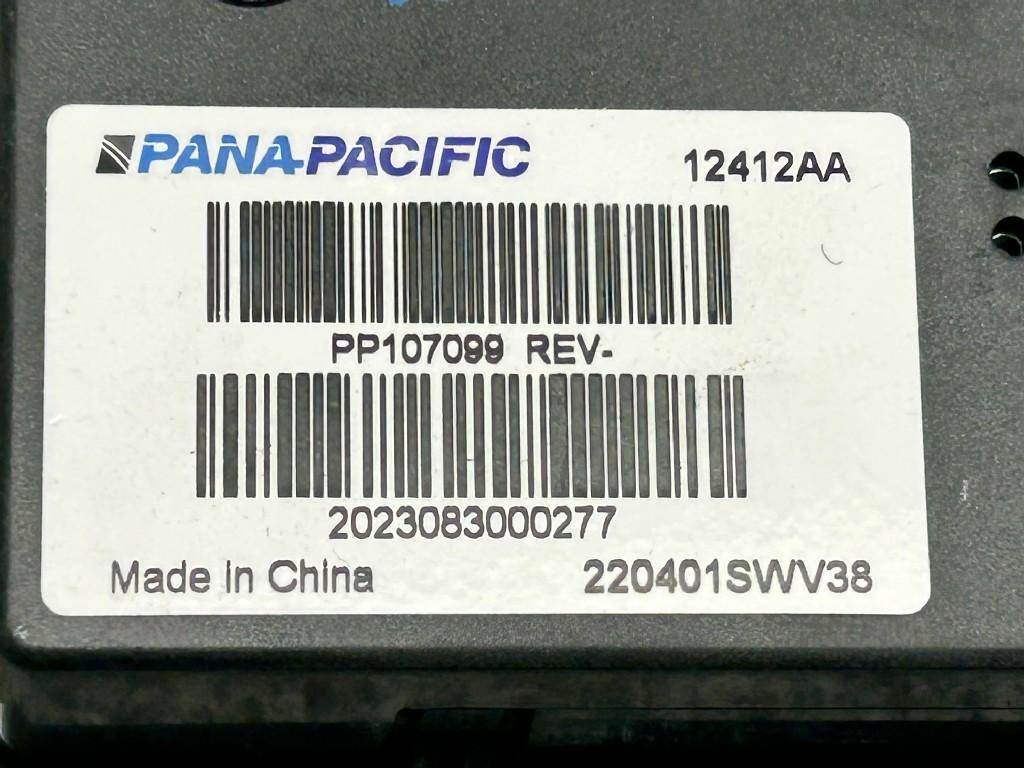 PANA-PACIFIC 12412AA
PP107099 REV-
2023083000277
Made in China 220401SWV38